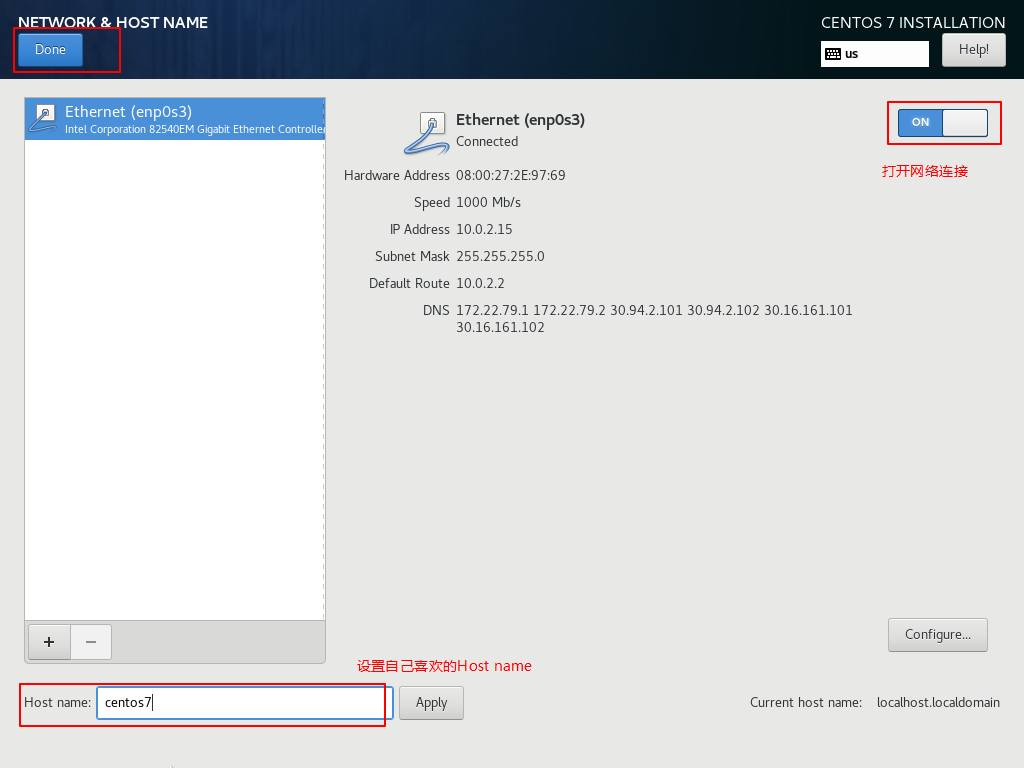 NETWORK & HOST NAME
CENTOS 7 INSTALLATION
Done
us
Help!
Ethernet (enp0s3)
Intel Corporation 82540EM Gigabit Ethernet Controlle
Ethernet (enp0s3)
Connected
ON
打开网络连接
Hardware Address 08:00:27:2E:97:69
Speed 1000 Mb/s
IP Address 10.0.2.15
Subnet Mask 255.255.255.0
Default Route 10.0.2.2
DNS 172.22.79.1 172.22.79.2 30.94.2.101 30.94.2.102 30.16.161.101
30.16.161.102
+ −
Configure...
设置自己喜欢的Host name
Host name: centos7 Apply Current host name: localhost.localdomain